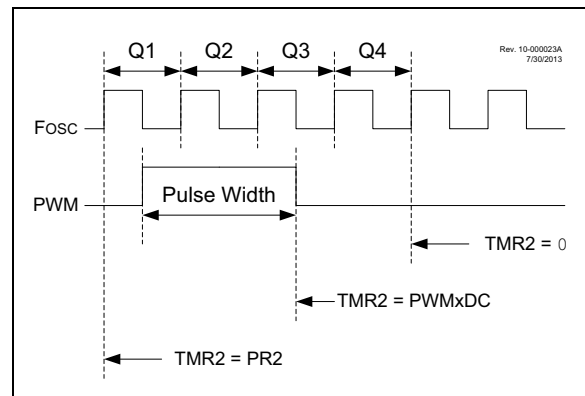 Q1 Q2 Q3 Q4
Rev. 10-000023A
7/30/2013
FOSC
PWM
Pulse Width
TMR2 = 0
TMR2 = PWMxDC
TMR2 = PR2